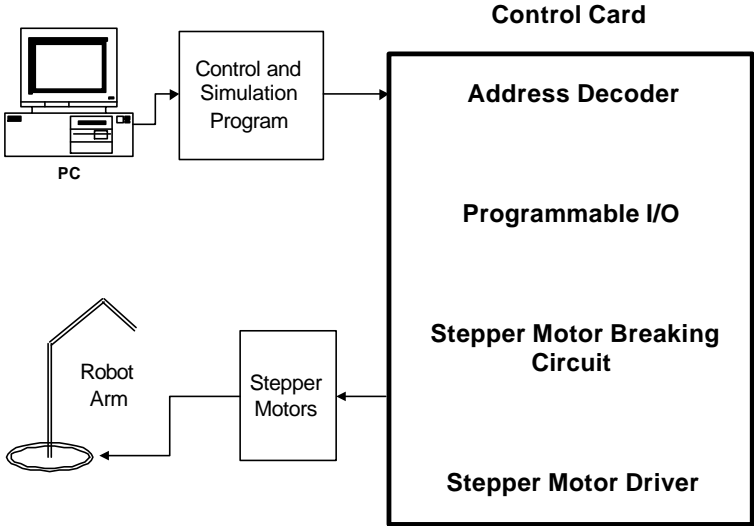 Control Card
Control and
Simulation
Program
Address Decoder
PC
Programmable I/O
Stepper Motor Breaking
Circuit
Robot
Arm
Stepper
Motors
Stepper Motor Driver